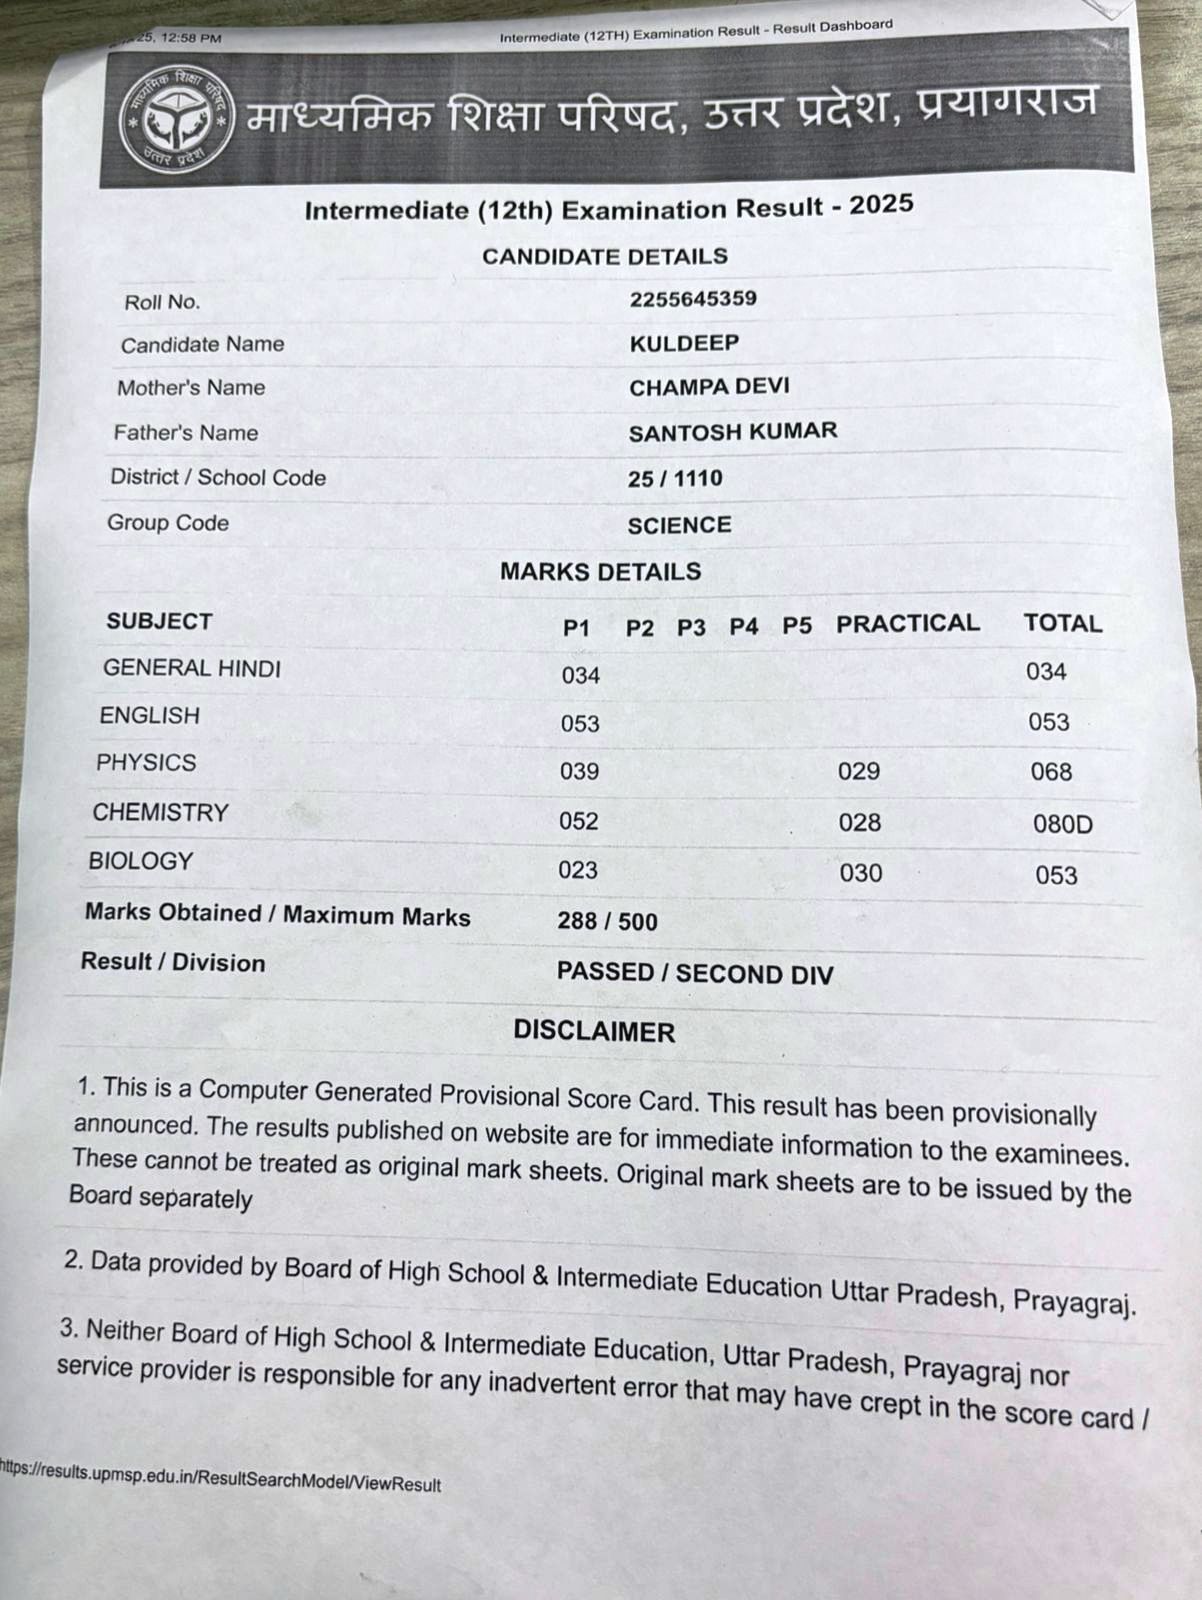 25, 12:58 PM Intermediate (12TH) Examination Result - Result Dashboard
माध्यमिक शिक्षा परिषद
उत्तर प्रदेश
माध्यमिक शिक्षा परिषद, उत्तर प्रदेश, प्रयागराज
Intermediate (12th) Examination Result - 2025
CANDIDATE DETAILS
Roll No. 2255645359
Candidate Name KULDEEP
Mother's Name CHAMPA DEVI
Father's Name SANTOSH KUMAR
District / School Code 25 / 1110
Group Code SCIENCE
MARKS DETAILS
SUBJECT P1 P2 P3 P4 P5 PRACTICAL TOTAL
GENERAL HINDI 034 034
ENGLISH 053 053
PHYSICS 039 029 068
CHEMISTRY 052 028 080D
BIOLOGY 023 030 053
Marks Obtained / Maximum Marks 288 / 500
Result / Division PASSED / SECOND DIV
DISCLAIMER
1. This is a Computer Generated Provisional Score Card. This result has been provisionally
announced. The results published on website are for immediate information to the examinees.
These cannot be treated as original mark sheets. Original mark sheets are to be issued by the
Board separately
2. Data provided by Board of High School & Intermediate Education Uttar Pradesh, Prayagraj.
3. Neither Board of High School & Intermediate Education, Uttar Pradesh, Prayagraj nor
service provider is responsible for any inadvertent error that may have crept in the score card /
https://results.upmsp.edu.in/ResultSearchModel/ViewResult